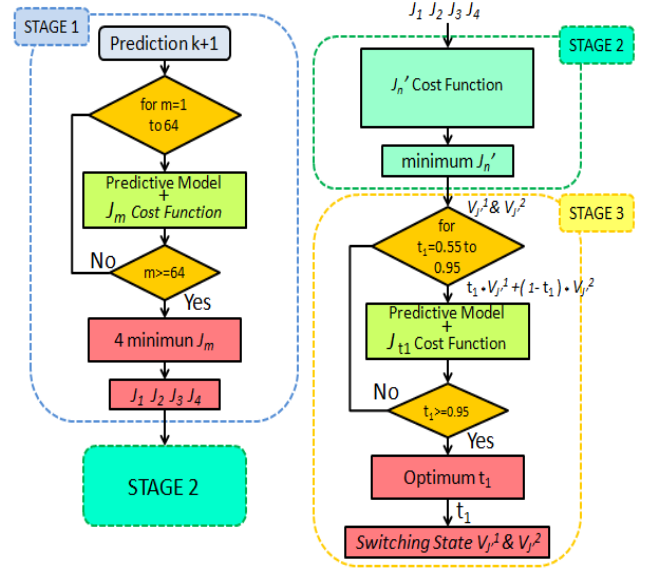 STAGE 1
Prediction k+1
for m=1
to 64
Predictive Model
+
J_m Cost Function
No
m>=64
Yes
4 minimun J_m
J_1 J_2 J_3 J_4
STAGE 2
J_1 J_2 J_3 J_4
STAGE 2
J_n' Cost Function
minimum J_n'
STAGE 3
V_J'^1 & V_J'^2
for
t_1=0.55 to
0.95
t_1•V_J'^1+(1-t_1)•V_J'^2
Predictive Model
+
J_t1 Cost Function
No
t_1>=0.95
Yes
Optimum t_1
t_1
Switching State V_J'^1 & V_J'^2